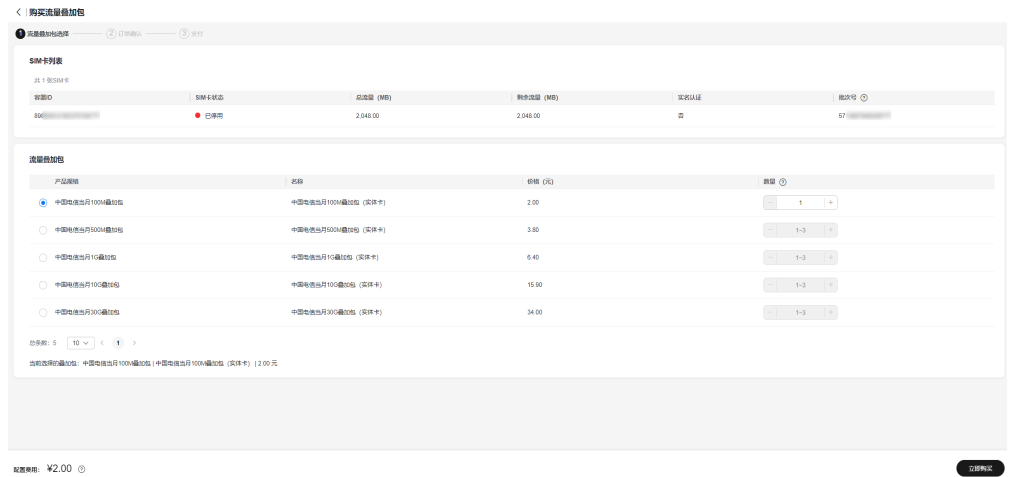 购买流量叠加包
1 流量叠加包选择 2 订单确认 3 支付
SIM卡列表
共 1 张SIM卡
容器ID SIM卡状态 总流量 (MB) 剩余流量 (MB) 实名认证 批次号
已停用 2,048.00 2,048.00 否
流量叠加包
产品规格 名称 价格 (元) 数量
中国电信当月100M叠加包 中国电信当月100M叠加包 (实体卡) 2.00 - 1 +
中国电信当月500M叠加包 中国电信当月500M叠加包 (实体卡) 3.80 - 1~3 +
中国电信当月1G叠加包 中国电信当月1G叠加包 (实体卡) 6.40 - 1~3 +
中国电信当月10G叠加包 中国电信当月10G叠加包 (实体卡) 15.90 - 1~3 +
中国电信当月30G叠加包 中国电信当月30G叠加包 (实体卡) 34.00 - 1~3 +
总条数: 5 10 < 1 >
当前选择的叠加包: 中国电信当月100M叠加包 | 中国电信当月100M叠加包 (实体卡) | 2.00 元
配置费用: ¥2.00
立即购买